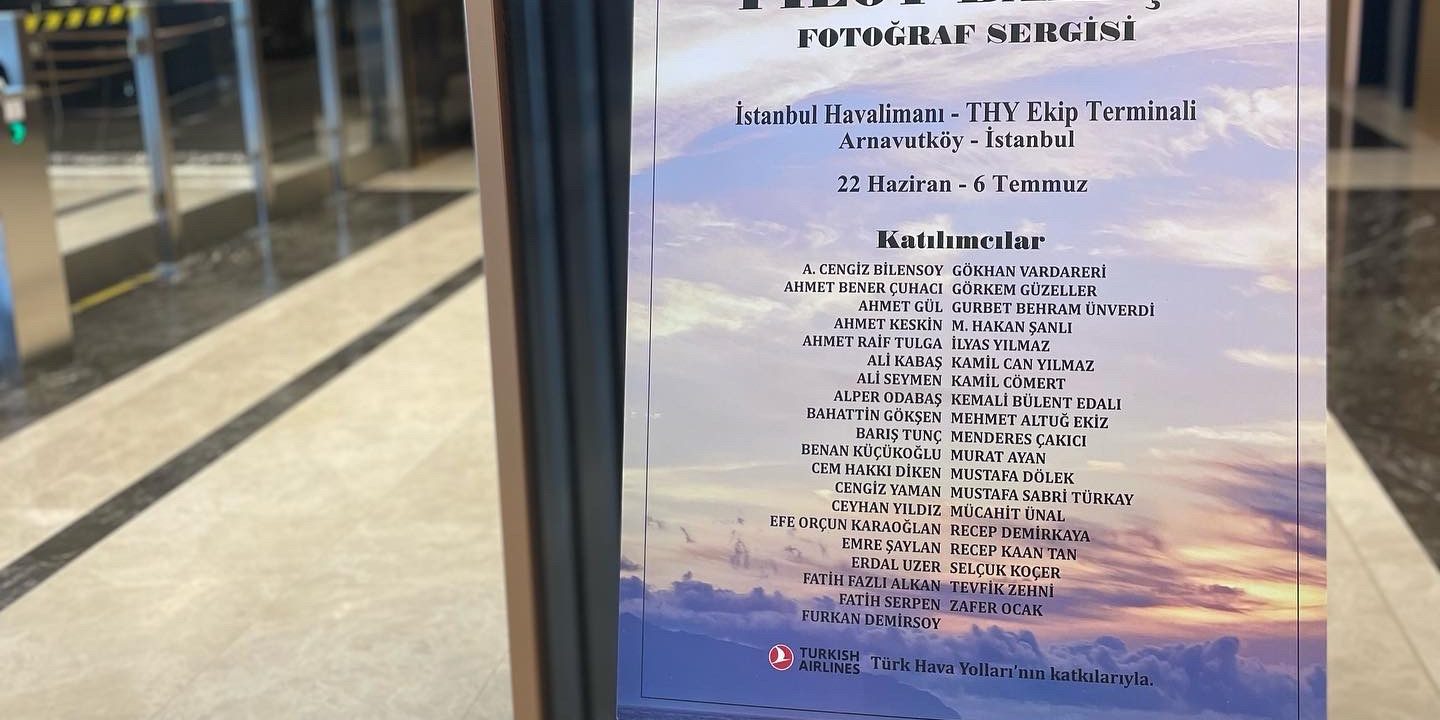 FOTOĞRAF SERGİSİ
İstanbul Havalimanı - THY Ekip Terminali
Arnavutköy - İstanbul
22 Haziran - 6 Temmuz
Katılımcılar
A. CENGİZ BİLENSOY GÖKHAN VARDARERİ
AHMET BENER ÇUHACI GÖRKEM GÜZELLER
AHMET GÜL GURBET BEHRAM ÜNVERDİ
AHMET KESKİN M. HAKAN ŞANLI
AHMET RAİF TULGA İLYAS YILMAZ
ALİ KABAŞ KAMİL CAN YILMAZ
ALİ SEYMEN KAMİL CÖMERT
ALPER ODABAŞ KEMALİ BÜLENT EDALI
BAHATTİN GÖKŞEN MEHMET ALTUĞ EKİZ
BARIŞ TUNÇ MENDERES ÇAKICI
BENAN KÜÇÜKOĞLU MURAT AYAN
CEM HAKKI DİKEN MUSTAFA DÖLEK
CENGİZ YAMAN MUSTAFA SABRİ TÜRKAY
CEYHAN YILDIZ MÜCAHİT ÜNAL
EFE ORÇUN KARAOĞLAN RECEP DEMİRKAYA
EMRE ŞAYLAN RECEP KAAN TAN
ERDAL UZER SELÇUK KOÇER
FATİH FAZLI ALKAN TEVFİK ZEHNİ
FATİH SERPEN ZAFER OCAK
FURKAN DEMİRSOY
TURKISH AIRLINES Türk Hava Yolları'nın katkılarıyla.